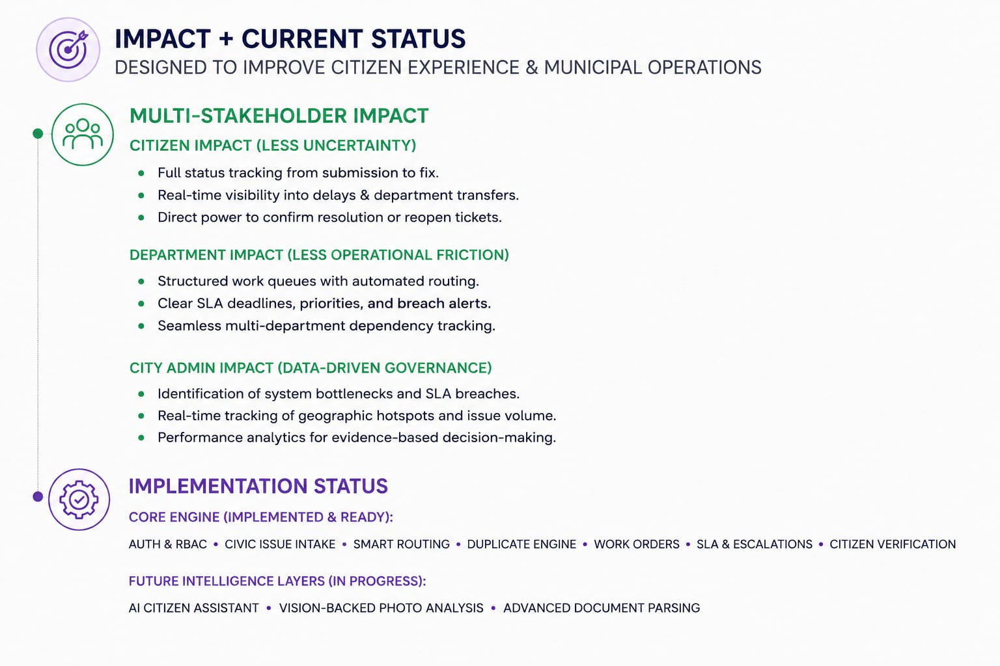 IMPACT + CURRENT STATUS
DESIGNED TO IMPROVE CITIZEN EXPERIENCE & MUNICIPAL OPERATIONS
MULTI-STAKEHOLDER IMPACT
CITIZEN IMPACT (LESS UNCERTAINTY)
• Full status tracking from submission to fix.
• Real-time visibility into delays & department transfers.
• Direct power to confirm resolution or reopen tickets.
DEPARTMENT IMPACT (LESS OPERATIONAL FRICTION)
• Structured work queues with automated routing.
• Clear SLA deadlines, priorities, and breach alerts.
• Seamless multi-department dependency tracking.
CITY ADMIN IMPACT (DATA-DRIVEN GOVERNANCE)
• Identification of system bottlenecks and SLA breaches.
• Real-time tracking of geographic hotspots and issue volume.
• Performance analytics for evidence-based decision-making.
IMPLEMENTATION STATUS
CORE ENGINE (IMPLEMENTED & READY):
AUTH & RBAC • CIVIC ISSUE INTAKE • SMART ROUTING • DUPLICATE ENGINE • WORK ORDERS • SLA & ESCALATIONS • CITIZEN VERIFICATION
FUTURE INTELLIGENCE LAYERS (IN PROGRESS):
AI CITIZEN ASSISTANT • VISION-BACKED PHOTO ANALYSIS • ADVANCED DOCUMENT PARSING